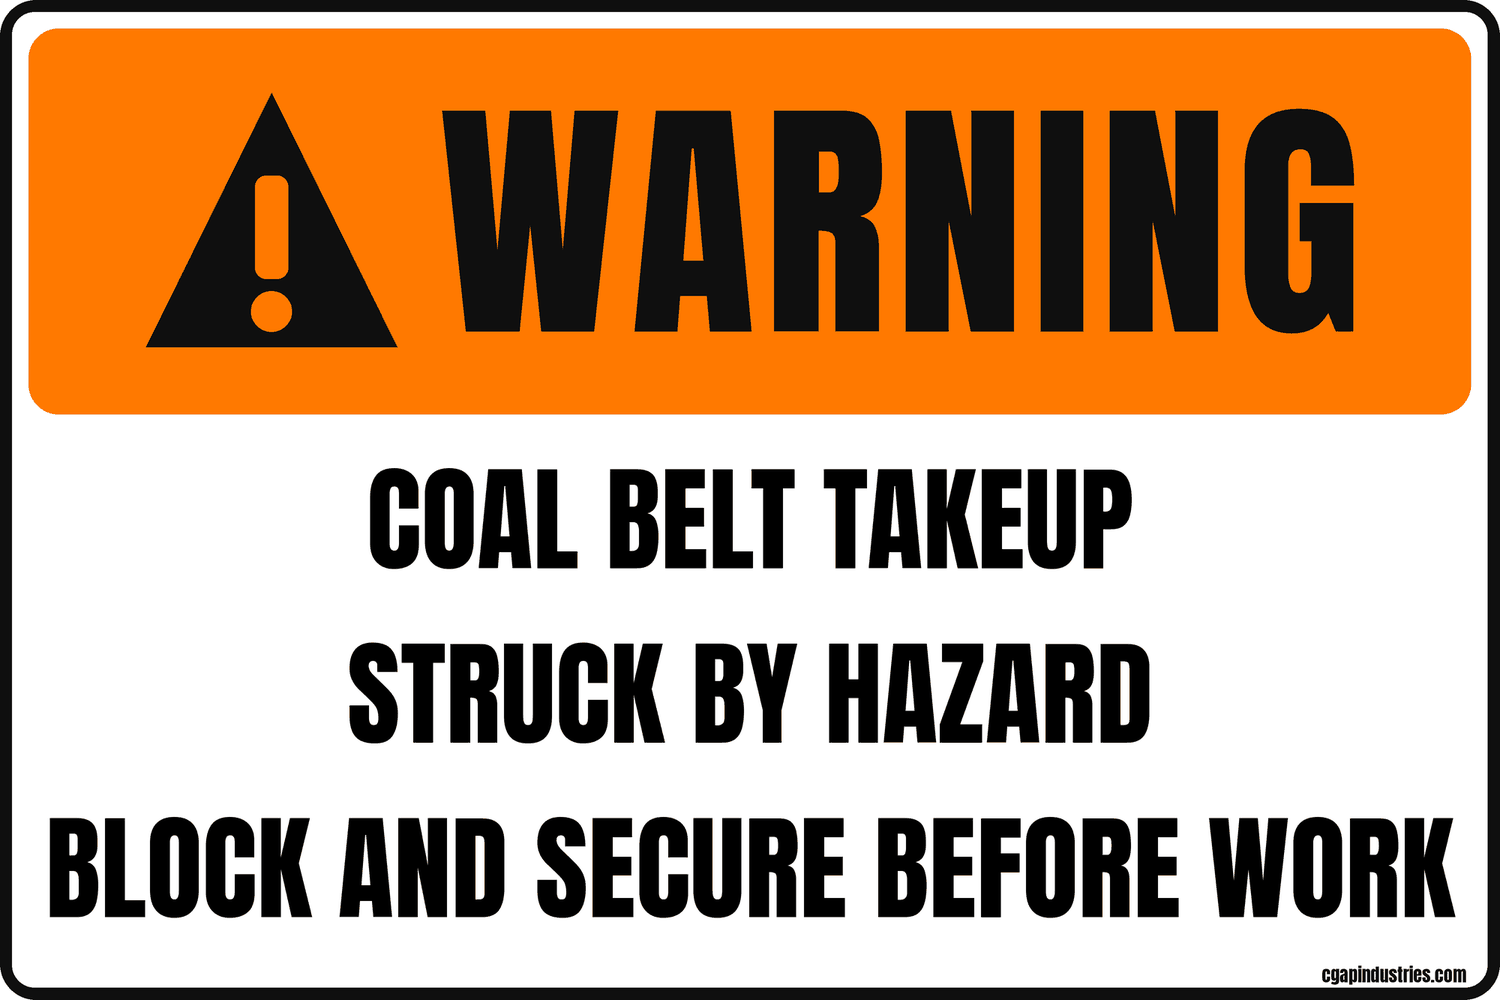 WARNING
COAL BELT TAKEUP
STRUCK BY HAZARD
BLOCK AND SECURE BEFORE WORK
cgapindustries.com